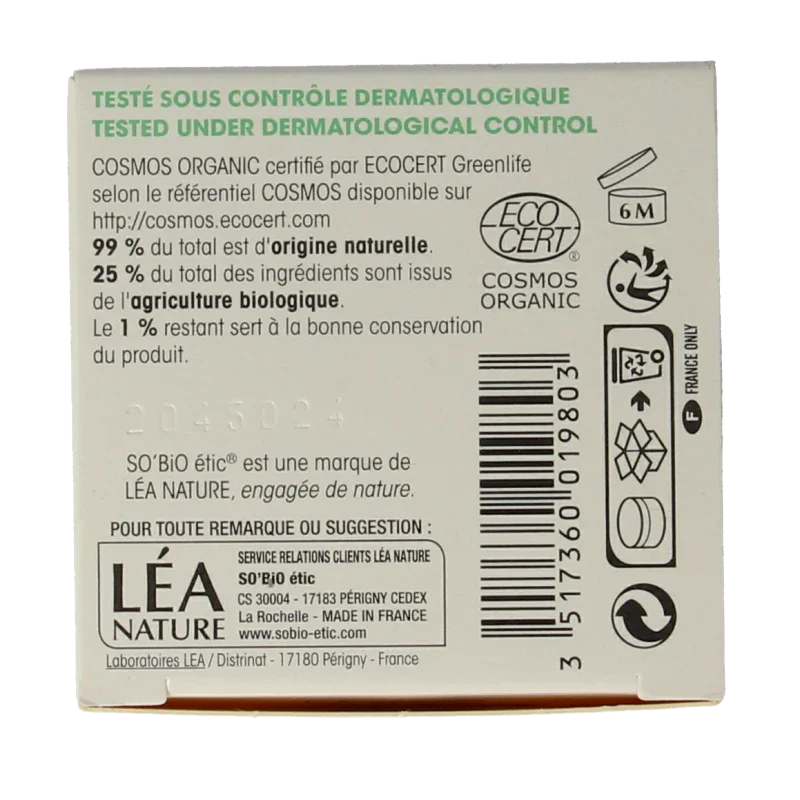 TESTÉ SOUS CONTRÔLE DERMATOLOGIQUE
TESTED UNDER DERMATOLOGICAL CONTROL
COSMOS ORGANIC certifié par ECOCERT Greenlife
selon le référentiel COSMOS disponible sur
http://cosmos.ecocert.com
99 % du total est d'origine naturelle.
25 % du total des ingrédients sont issus
de l'agriculture biologique.
Le 1 % restant sert à la bonne conservation
du produit.
6 M
ECO
CERT
®
COSMOS
ORGANIC
F FRANCE ONLY
3 517360 019803
2045024
SO'BiO étic® est une marque de
LÉA NATURE, engagée de nature.
POUR TOUTE REMARQUE OU SUGGESTION :
LÉA
NATURE
SERVICE RELATIONS CLIENTS LÉA NATURE
SO'BiO étic
CS 30004 - 17183 PÉRIGNY CEDEX
La Rochelle - MADE IN FRANCE
www.sobio-etic.com
Laboratoires LEA / Distrinat - 17180 Périgny - France